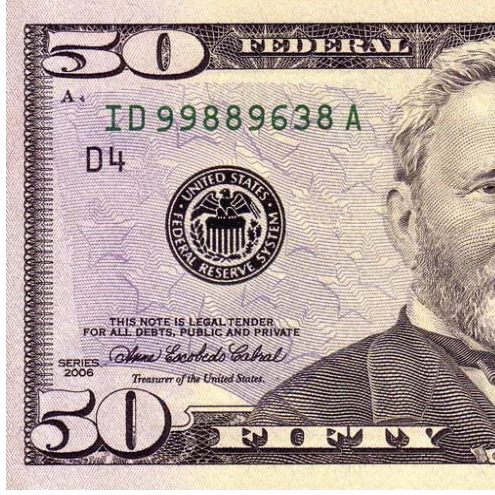 50 FEDERAL
A
ID 99889638 A
D4
UNITED STATES
FEDERAL RESERVE SYSTEM
THIS NOTE IS LEGAL TENDER
FOR ALL DEBTS, PUBLIC AND PRIVATE
Anna Escobedo Cabral
SERIES
2006
Treasurer of the United States.
50 FIFTY